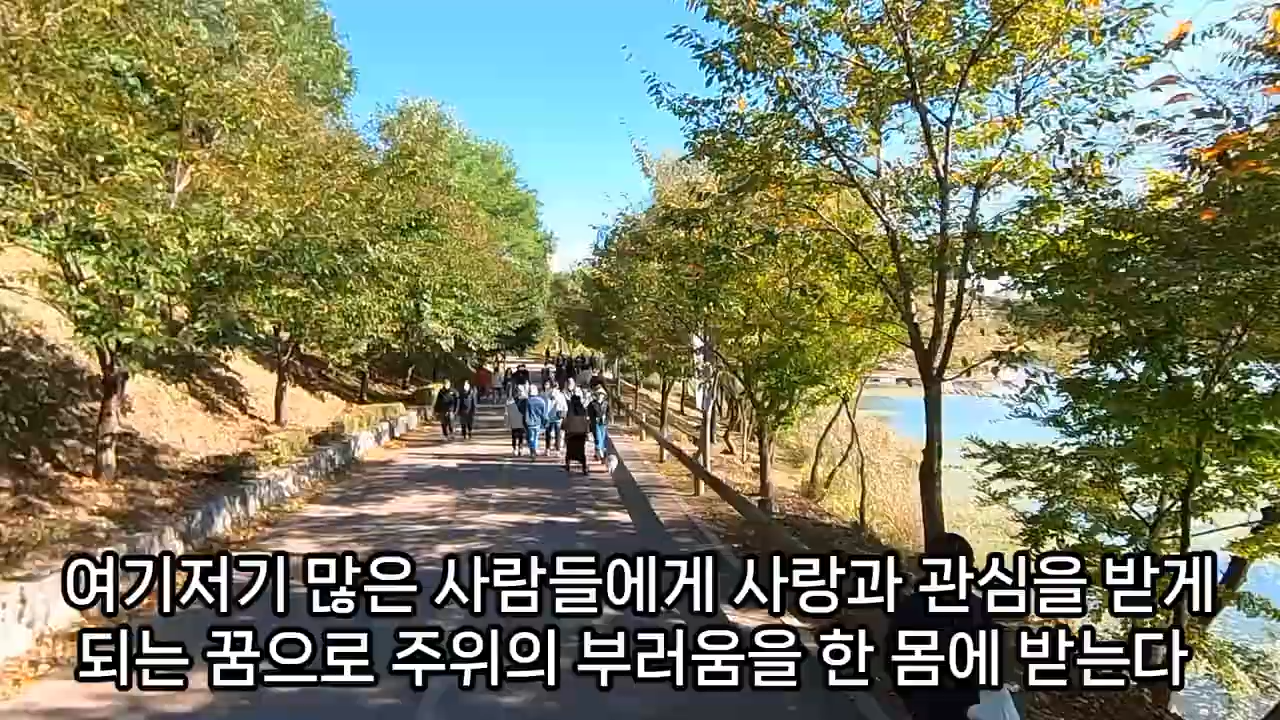 여기저기 많은 사람들에게 사랑과 관심을 받게
되는 꿈으로 주위의 부러움을 한 몸에 받는다